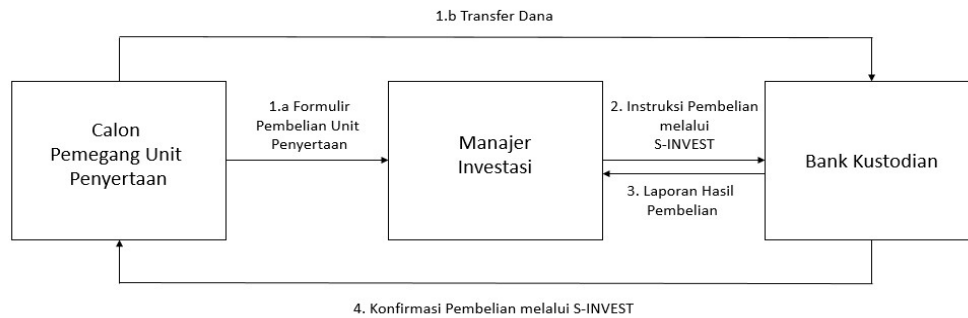 1.b Transfer Dana
Calon
Pemegang Unit
Penyertaan
1.a Formulir
Pembelian Unit
Penyertaan
Manajer
Investasi
2. Instruksi Pembelian
melalui
S-INVEST
3. Laporan Hasil
Pembelian
Bank Kustodian
4. Konfirmasi Pembelian melalui S-INVEST